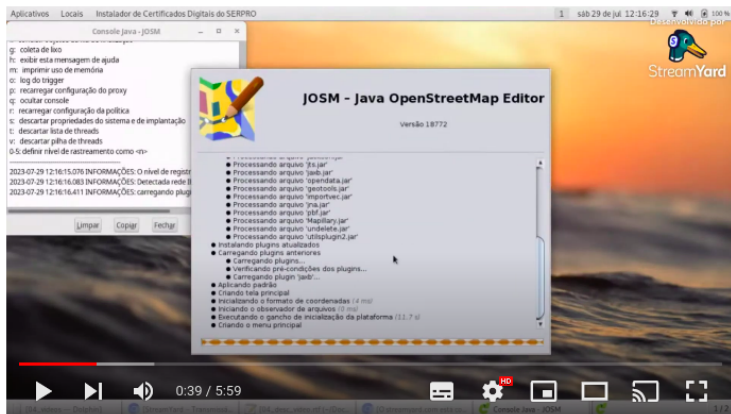 Aplicativos Locais Instalador de Certificados Digitais do SERPRO 1 sáb 29 de jul, 12:16:29 100 %
Desenvolvido por
StreamYard
Console Java - JOSM
g: coleta de lixo
h: exibir esta mensagem de ajuda
m: imprimir uso de memória
o: log do trigger
p: recarregar configuração do proxy
q: ocultar console
r: recarregar configuração da política
s: descartar propriedades do sistema e de implantação
t: descartar lista de threads
v: descartar pilha de threads
0-5: definir nível de rastreamento como <n>
2023-07-29 12:16:15.076 INFORMAÇÕES: O nível de registr
2023-07-29 12:16:16.083 INFORMAÇÕES: Detectada rede I
2023-07-29 12:16:16.411 INFORMAÇÕES: carregando plugi
Limpar Copiar Fechar
JOSM – Java OpenStreetMap Editor
Versão 18772
Processando arquivo 'jts.jar'
Processando arquivo 'jaxb.jar'
Processando arquivo 'opendata.jar'
Processando arquivo 'geotools.jar'
Processando arquivo 'importvec.jar'
Processando arquivo 'jna.jar'
Processando arquivo 'pbf.jar'
Processando arquivo 'Mapillary.jar'
Processando arquivo 'undelete.jar'
Processando arquivo 'utilsplugin2.jar'
Instalando plugins atualizados
Carregando plugins anteriores
Carregando plugins...
Verificando pré-condições dos plugins...
Carregando plugin 'jaxb'...
Aplicando padrão
Criando tela principal
Inicializando o formato de coordenadas (4 ms)
Iniciando o observador de arquivos (0 ms)
Executando o gancho de inicialização da plataforma (11,7 s)
Criando o menu principal
0:39 / 5:59
HD
Console Java - JOSM
1 / 2